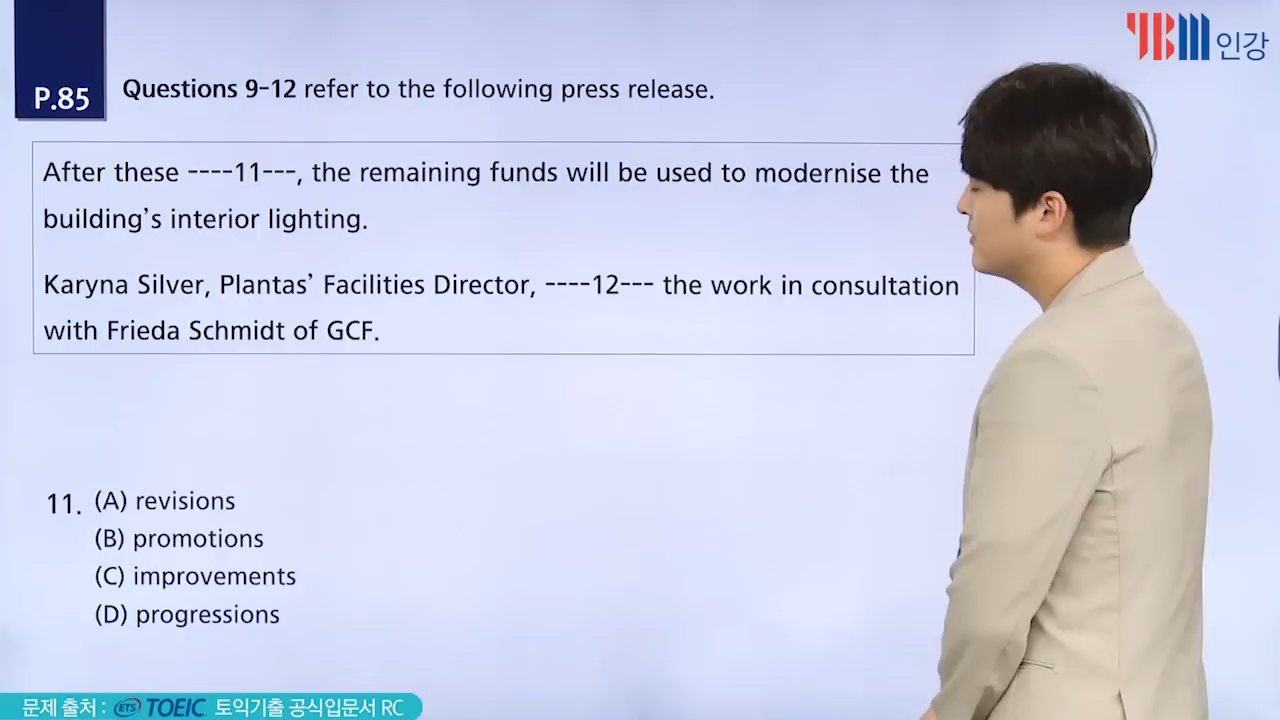 YBM 인강
P.85
Questions 9-12 refer to the following press release.
After these ----11---, the remaining funds will be used to modernise the
building's interior lighting.
Karyna Silver, Plantas' Facilities Director, ----12--- the work in consultation
with Frieda Schmidt of GCF.
11. (A) revisions
(B) promotions
(C) improvements
(D) progressions
문제 출처 : ETS TOEIC 토익기출 공식입문서 RC